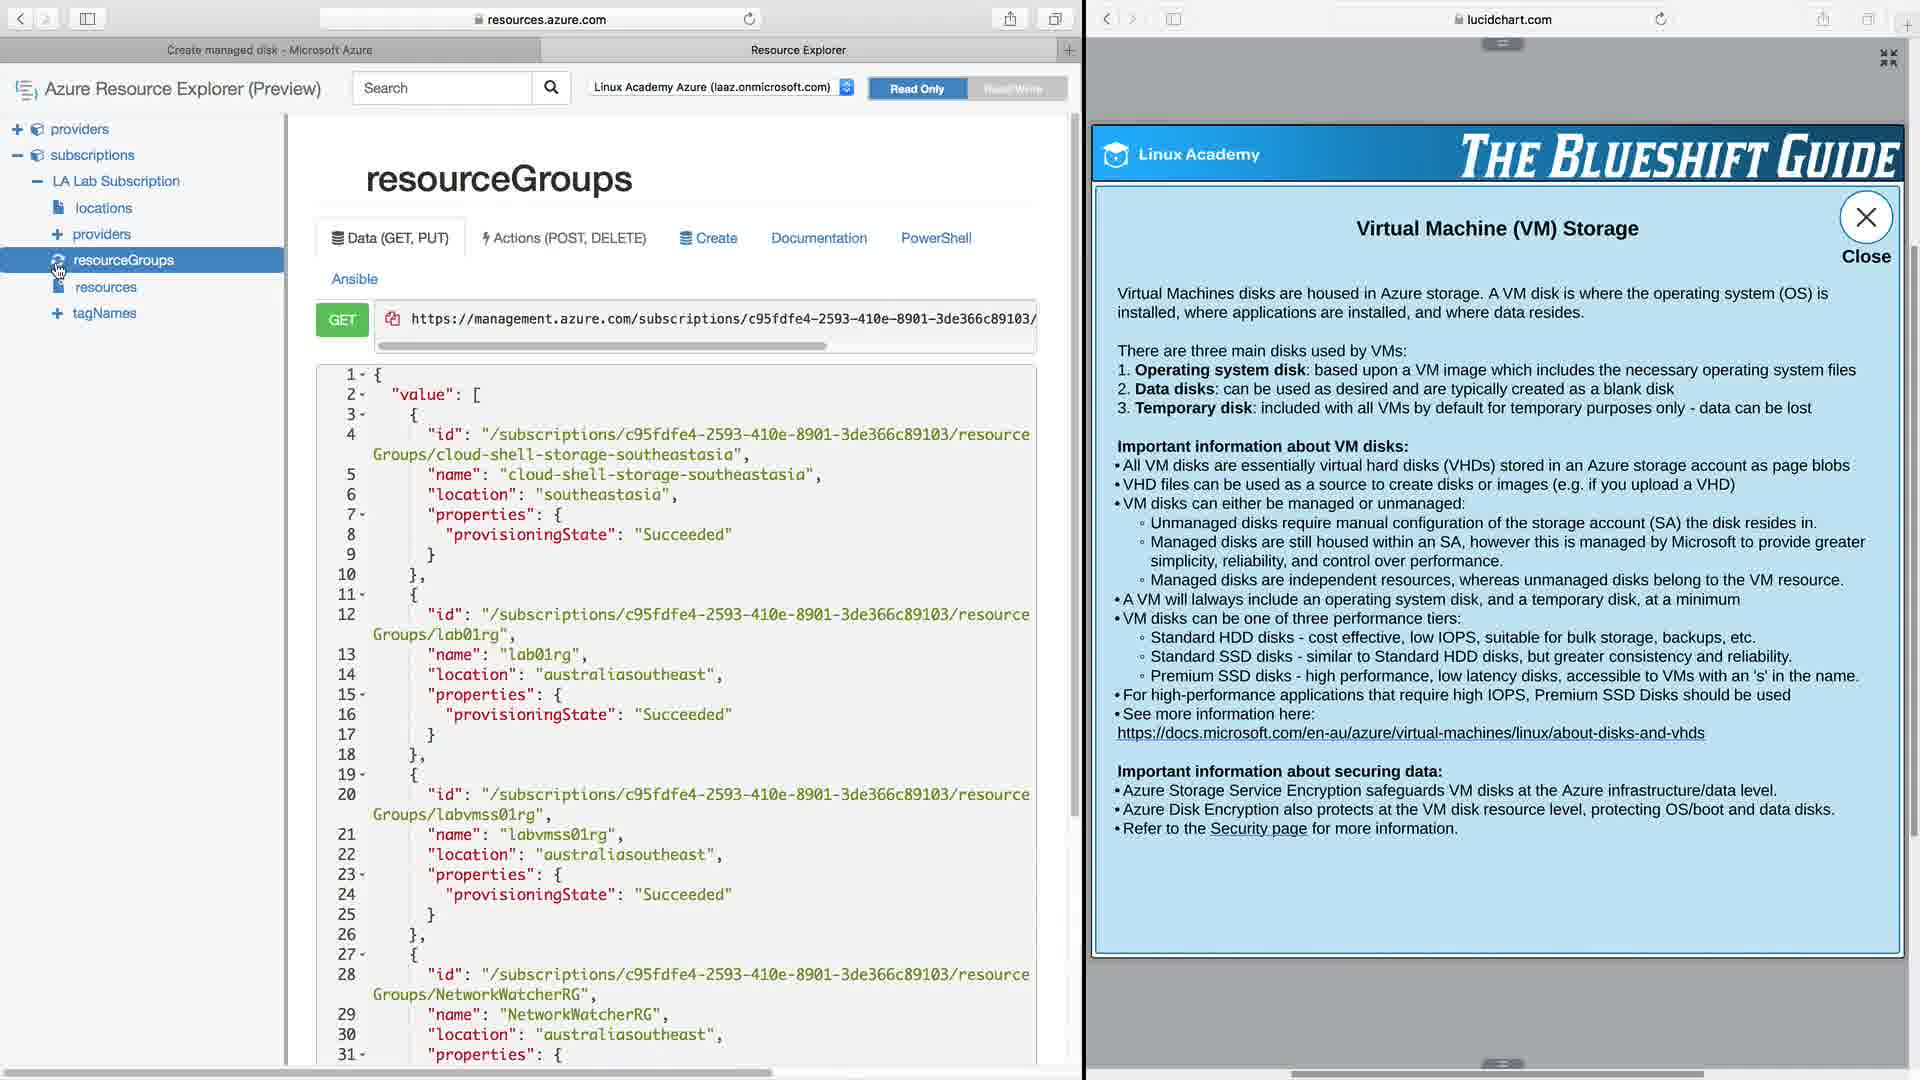 resources.azure.com
Create managed disk - Microsoft Azure
Resource Explorer
Azure Resource Explorer (Preview)
Search
Linux Academy Azure (laaz.onmicrosoft.com)
Read Only
Read/Write
providers
subscriptions
LA Lab Subscription
locations
providers
resourceGroups
resources
tagNames
resourceGroups
Data (GET, PUT)
Actions (POST, DELETE)
Create
Documentation
PowerShell
Ansible
GET
https://management.azure.com/subscriptions/c95fdfe4-2593-410e-8901-3de366c89103/
1 {
2 "value": [
3 {
4 "id": "/subscriptions/c95fdfe4-2593-410e-8901-3de366c89103/resource
Groups/cloud-shell-storage-southeastasia",
5 "name": "cloud-shell-storage-southeastasia",
6 "location": "southeastasia",
7 "properties": {
8 "provisioningState": "Succeeded"
9 }
10 },
11 {
12 "id": "/subscriptions/c95fdfe4-2593-410e-8901-3de366c89103/resource
Groups/lab01rg",
13 "name": "lab01rg",
14 "location": "australiasoutheast",
15 "properties": {
16 "provisioningState": "Succeeded"
17 }
18 },
19 {
20 "id": "/subscriptions/c95fdfe4-2593-410e-8901-3de366c89103/resource
Groups/labvmss01rg",
21 "name": "labvmss01rg",
22 "location": "australiasoutheast",
23 "properties": {
24 "provisioningState": "Succeeded"
25 }
26 },
27 {
28 "id": "/subscriptions/c95fdfe4-2593-410e-8901-3de366c89103/resource
Groups/NetworkWatcherRG",
29 "name": "NetworkWatcherRG",
30 "location": "australiasoutheast",
31 "properties": {
lucidchart.com
Linux Academy
THE BLUESHIFT GUIDE
Virtual Machine (VM) Storage
Close
Virtual Machines disks are housed in Azure storage. A VM disk is where the operating system (OS) is
installed, where applications are installed, and where data resides.
There are three main disks used by VMs:
1. Operating system disk: based upon a VM image which includes the necessary operating system files
2. Data disks: can be used as desired and are typically created as a blank disk
3. Temporary disk: included with all VMs by default for temporary purposes only - data can be lost
Important information about VM disks:
• All VM disks are essentially virtual hard disks (VHDs) stored in an Azure storage account as page blobs
• VHD files can be used as a source to create disks or images (e.g. if you upload a VHD)
• VM disks can either be managed or unmanaged:
◦ Unmanaged disks require manual configuration of the storage account (SA) the disk resides in.
◦ Managed disks are still housed within an SA, however this is managed by Microsoft to provide greater
simplicity, reliability, and control over performance.
◦ Managed disks are independent resources, whereas unmanaged disks belong to the VM resource.
• A VM will lalways include an operating system disk, and a temporary disk, at a minimum
• VM disks can be one of three performance tiers:
◦ Standard HDD disks - cost effective, low IOPS, suitable for bulk storage, backups, etc.
◦ Standard SSD disks - similar to Standard HDD disks, but greater consistency and reliability.
◦ Premium SSD disks - high performance, low latency disks, accessible to VMs with an 's' in the name.
• For high-performance applications that require high IOPS, Premium SSD Disks should be used
• See more information here:
https://docs.microsoft.com/en-au/azure/virtual-machines/linux/about-disks-and-vhds
Important information about securing data:
• Azure Storage Service Encryption safeguards VM disks at the Azure infrastructure/data level.
• Azure Disk Encryption also protects at the VM disk resource level, protecting OS/boot and data disks.
• Refer to the Security page for more information.